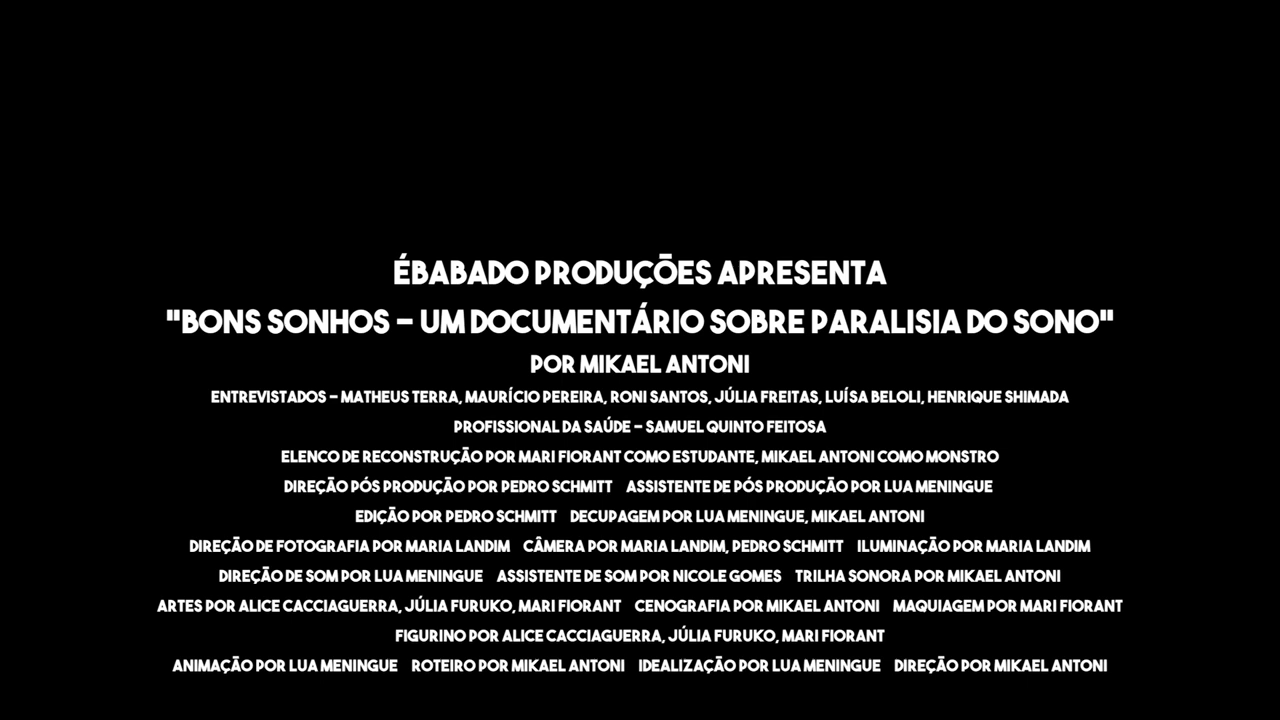 ÉBABADO PRODUÇÕES APRESENTA
"BONS SONHOS - UM DOCUMENTÁRIO SOBRE PARALISIA DO SONO"
POR MIKAEL ANTONI
ENTREVISTADOS - MATHEUS TERRA, MAURÍCIO PEREIRA, RONI SANTOS, JÚLIA FREITAS, LUÍSA BELOLI, HENRIQUE SHIMADA
PROFISSIONAL DA SAÚDE - SAMUEL QUINTO FEITOSA
ELENCO DE RECONSTRUÇÃO POR MARI FIORANT COMO ESTUDANTE, MIKAEL ANTONI COMO MONSTRO
DIREÇÃO PÓS PRODUÇÃO POR PEDRO SCHMITT ASSISTENTE DE PÓS PRODUÇÃO POR LUA MENINGUE
EDIÇÃO POR PEDRO SCHMITT DECUPAGEM POR LUA MENINGUE, MIKAEL ANTONI
DIREÇÃO DE FOTOGRAFIA POR MARIA LANDIM CÂMERA POR MARIA LANDIM, PEDRO SCHMITT ILUMINAÇÃO POR MARIA LANDIM
DIREÇÃO DE SOM POR LUA MENINGUE ASSISTENTE DE SOM POR NICOLE GOMES TRILHA SONORA POR MIKAEL ANTONI
ARTES POR ALICE CACCIAGUERRA, JÚLIA FURUKO, MARI FIORANT CENOGRAFIA POR MIKAEL ANTONI MAQUIAGEM POR MARI FIORANT
FIGURINO POR ALICE CACCIAGUERRA, JÚLIA FURUKO, MARI FIORANT
ANIMAÇÃO POR LUA MENINGUE ROTEIRO POR MIKAEL ANTONI IDEALIZAÇÃO POR LUA MENINGUE DIREÇÃO POR MIKAEL ANTONI